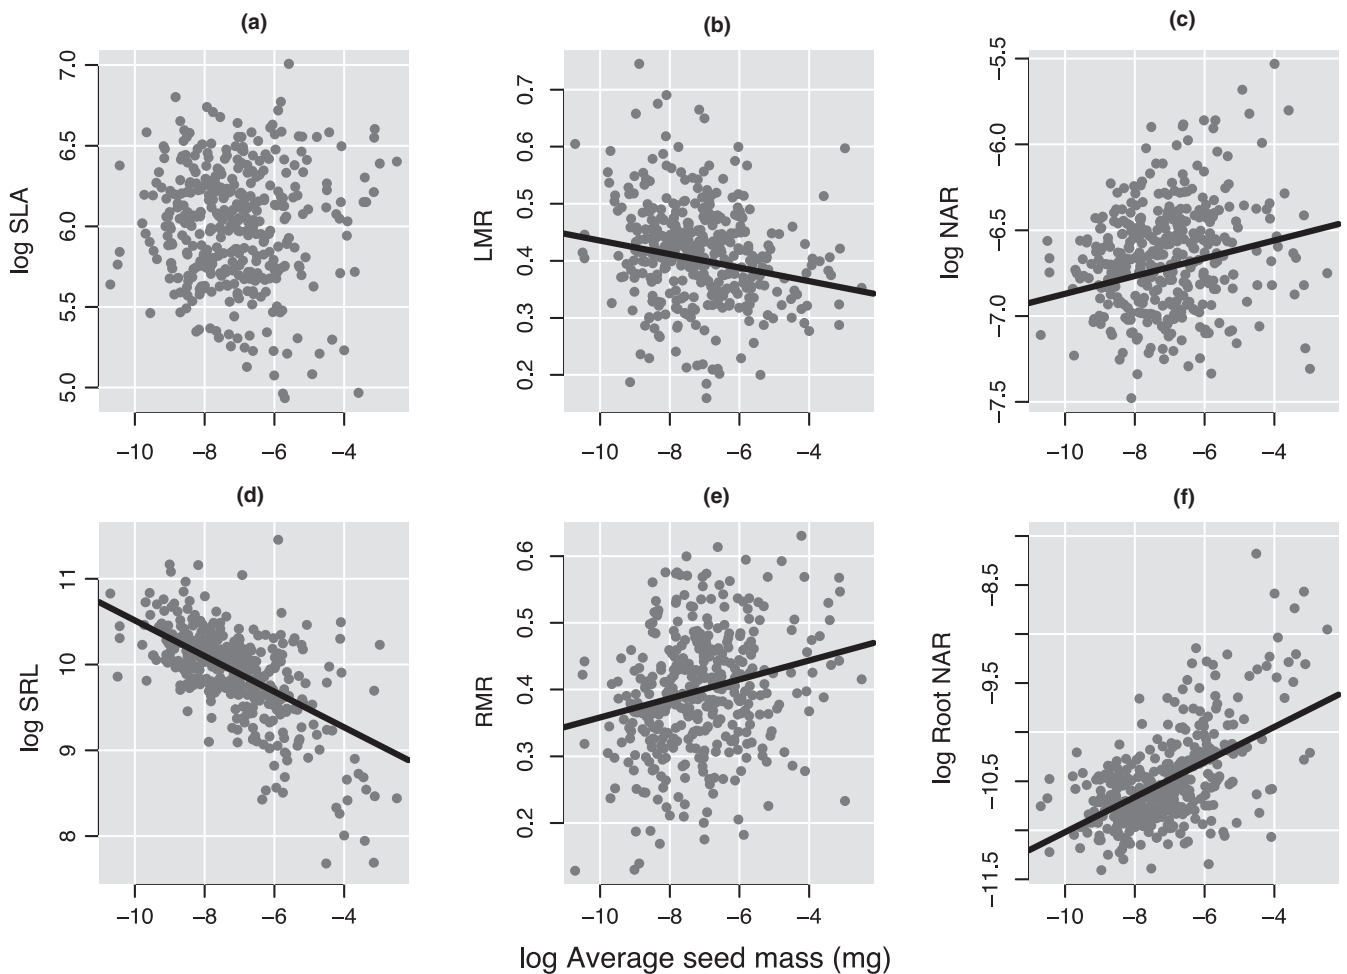 (a)
(b)
(c)
log SLA
7.0
6.5
6.0
5.5
5.0
−10 −8 −6 −4
LMR
0.7
0.6
0.5
0.4
0.3
0.2
−10 −8 −6 −4
log NAR
−5.5
−6.0
−6.5
−7.0
−7.5
−10 −8 −6 −4
(d)
(e)
(f)
log SRL
11
10
9
8
−10 −8 −6 −4
RMR
0.6
0.5
0.4
0.3
0.2
−10 −8 −6 −4
log Root NAR
−8.5
−9.5
−10.5
−11.5
−10 −8 −6 −4
log Average seed mass (mg)